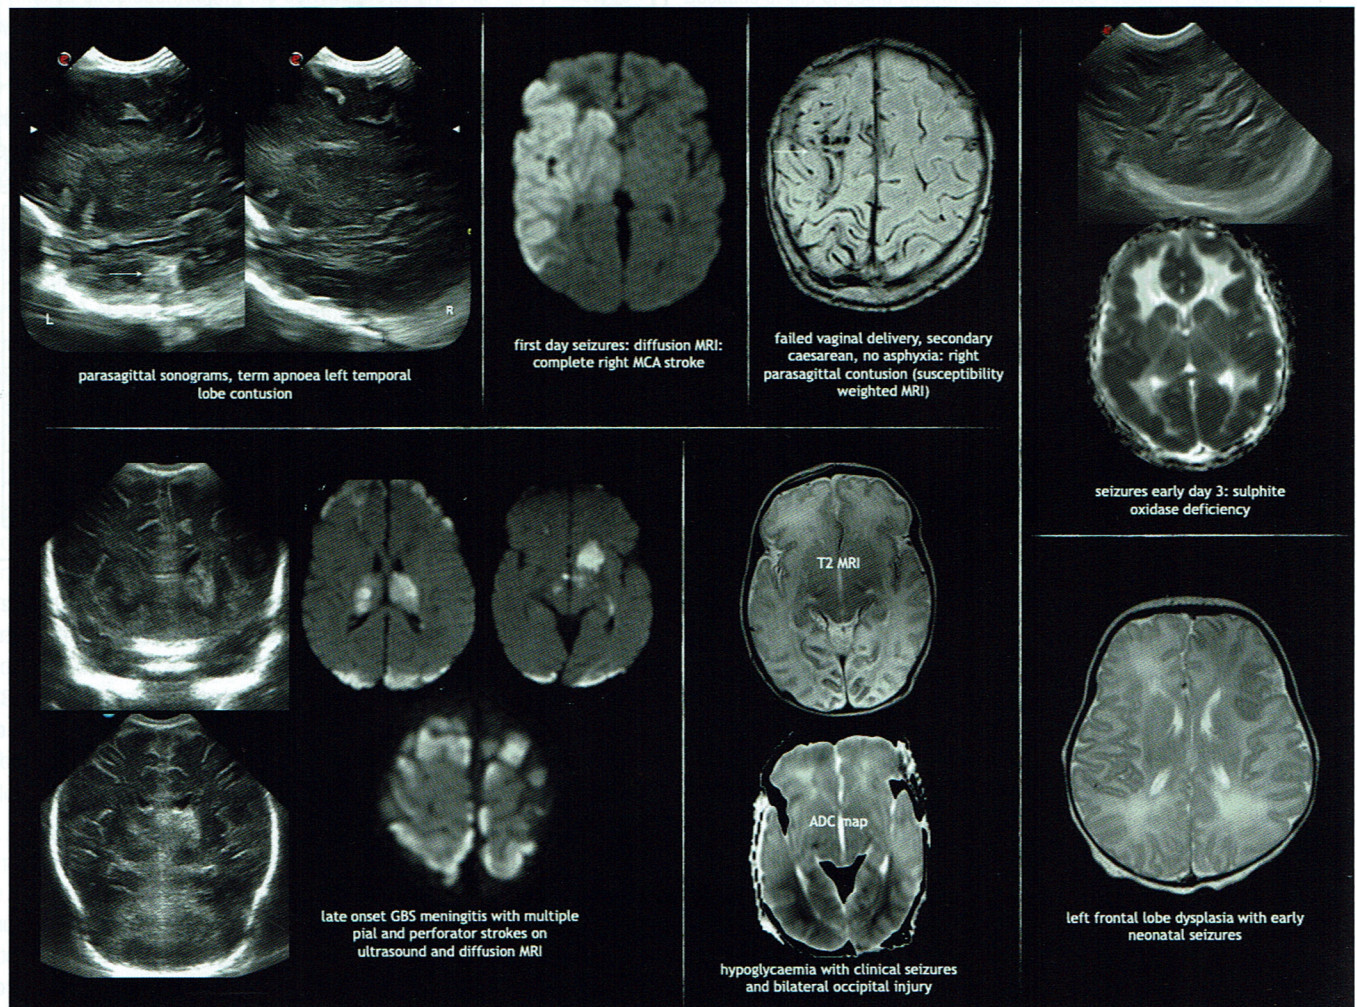 L
R
parasagittal sonograms, term apnoea left temporal
lobe contusion
first day seizures: diffusion MRI:
complete right MCA stroke
failed vaginal delivery, secondary
caesarean, no asphyxia: right
parasagittal contusion (susceptibility
weighted MRI)
seizures early day 3: sulphite
oxidase deficiency
late onset GBS meningitis with multiple
pial and perforator strokes on
ultrasound and diffusion MRI
T2 MRI
ADC map
hypoglycaemia with clinical seizures
and bilateral occipital injury
left frontal lobe dysplasia with early
neonatal seizures